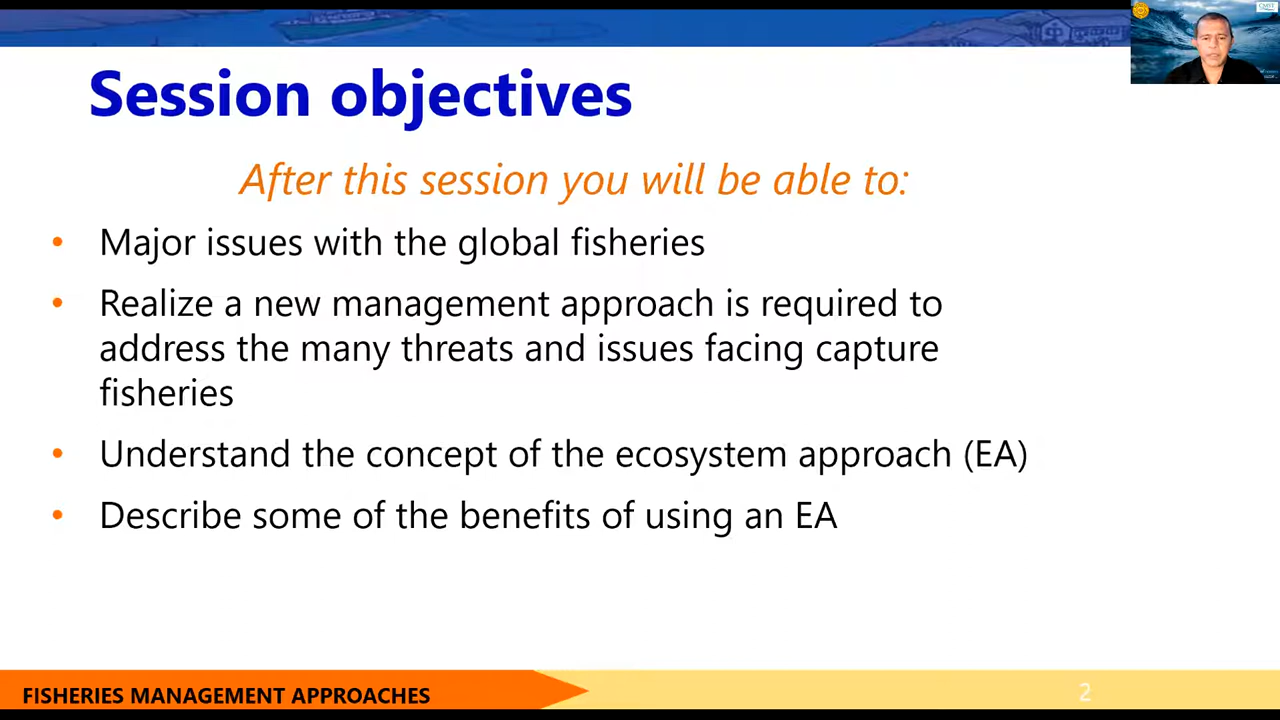 Session objectives
After this session you will be able to:
• Major issues with the global fisheries
• Realize a new management approach is required to
address the many threats and issues facing capture
fisheries
• Understand the concept of the ecosystem approach (EA)
• Describe some of the benefits of using an EA
FISHERIES MANAGEMENT APPROACHES
2